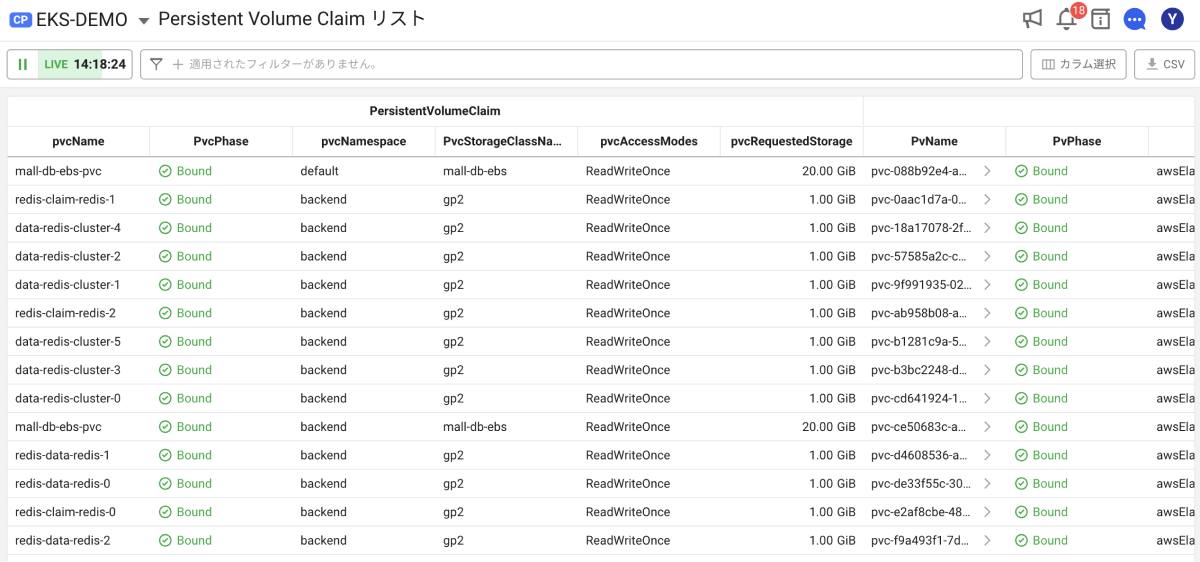 CP EKS-DEMO Persistent Volume Claim リスト 18 Y
LIVE 14:18:24 適用されたフィルターがありません。 カラム選択 CSV
PersistentVolumeClaim
pvcName PvcPhase pvcNamespace PvcStorageClassNa... pvcAccessModes pvcRequestedStorage PvName PvPhase
mall-db-ebs-pvc Bound default mall-db-ebs ReadWriteOnce 20.00 GiB pvc-088b92e4-a... Bound awsEla
redis-claim-redis-1 Bound backend gp2 ReadWriteOnce 1.00 GiB pvc-0aac1d7a-0... Bound awsEla
data-redis-cluster-4 Bound backend gp2 ReadWriteOnce 1.00 GiB pvc-18a17078-2f... Bound awsEla
data-redis-cluster-2 Bound backend gp2 ReadWriteOnce 1.00 GiB pvc-57585a2c-c... Bound awsEla
data-redis-cluster-1 Bound backend gp2 ReadWriteOnce 1.00 GiB pvc-9f991935-02... Bound awsEla
redis-claim-redis-2 Bound backend gp2 ReadWriteOnce 1.00 GiB pvc-ab958b08-a... Bound awsEla
data-redis-cluster-5 Bound backend gp2 ReadWriteOnce 1.00 GiB pvc-b1281c9a-5... Bound awsEla
data-redis-cluster-3 Bound backend gp2 ReadWriteOnce 1.00 GiB pvc-b3bc2248-d... Bound awsEla
data-redis-cluster-0 Bound backend gp2 ReadWriteOnce 1.00 GiB pvc-cd641924-1... Bound awsEla
mall-db-ebs-pvc Bound backend mall-db-ebs ReadWriteOnce 20.00 GiB pvc-ce50683c-a... Bound awsEla
redis-data-redis-1 Bound backend gp2 ReadWriteOnce 1.00 GiB pvc-d4608536-a... Bound awsEla
redis-data-redis-0 Bound backend gp2 ReadWriteOnce 1.00 GiB pvc-de33f55c-30... Bound awsEla
redis-claim-redis-0 Bound backend gp2 ReadWriteOnce 1.00 GiB pvc-e2af8cbe-48... Bound awsEla
redis-data-redis-2 Bound backend gp2 ReadWriteOnce 1.00 GiB pvc-f9a493f1-7d... Bound awsEla